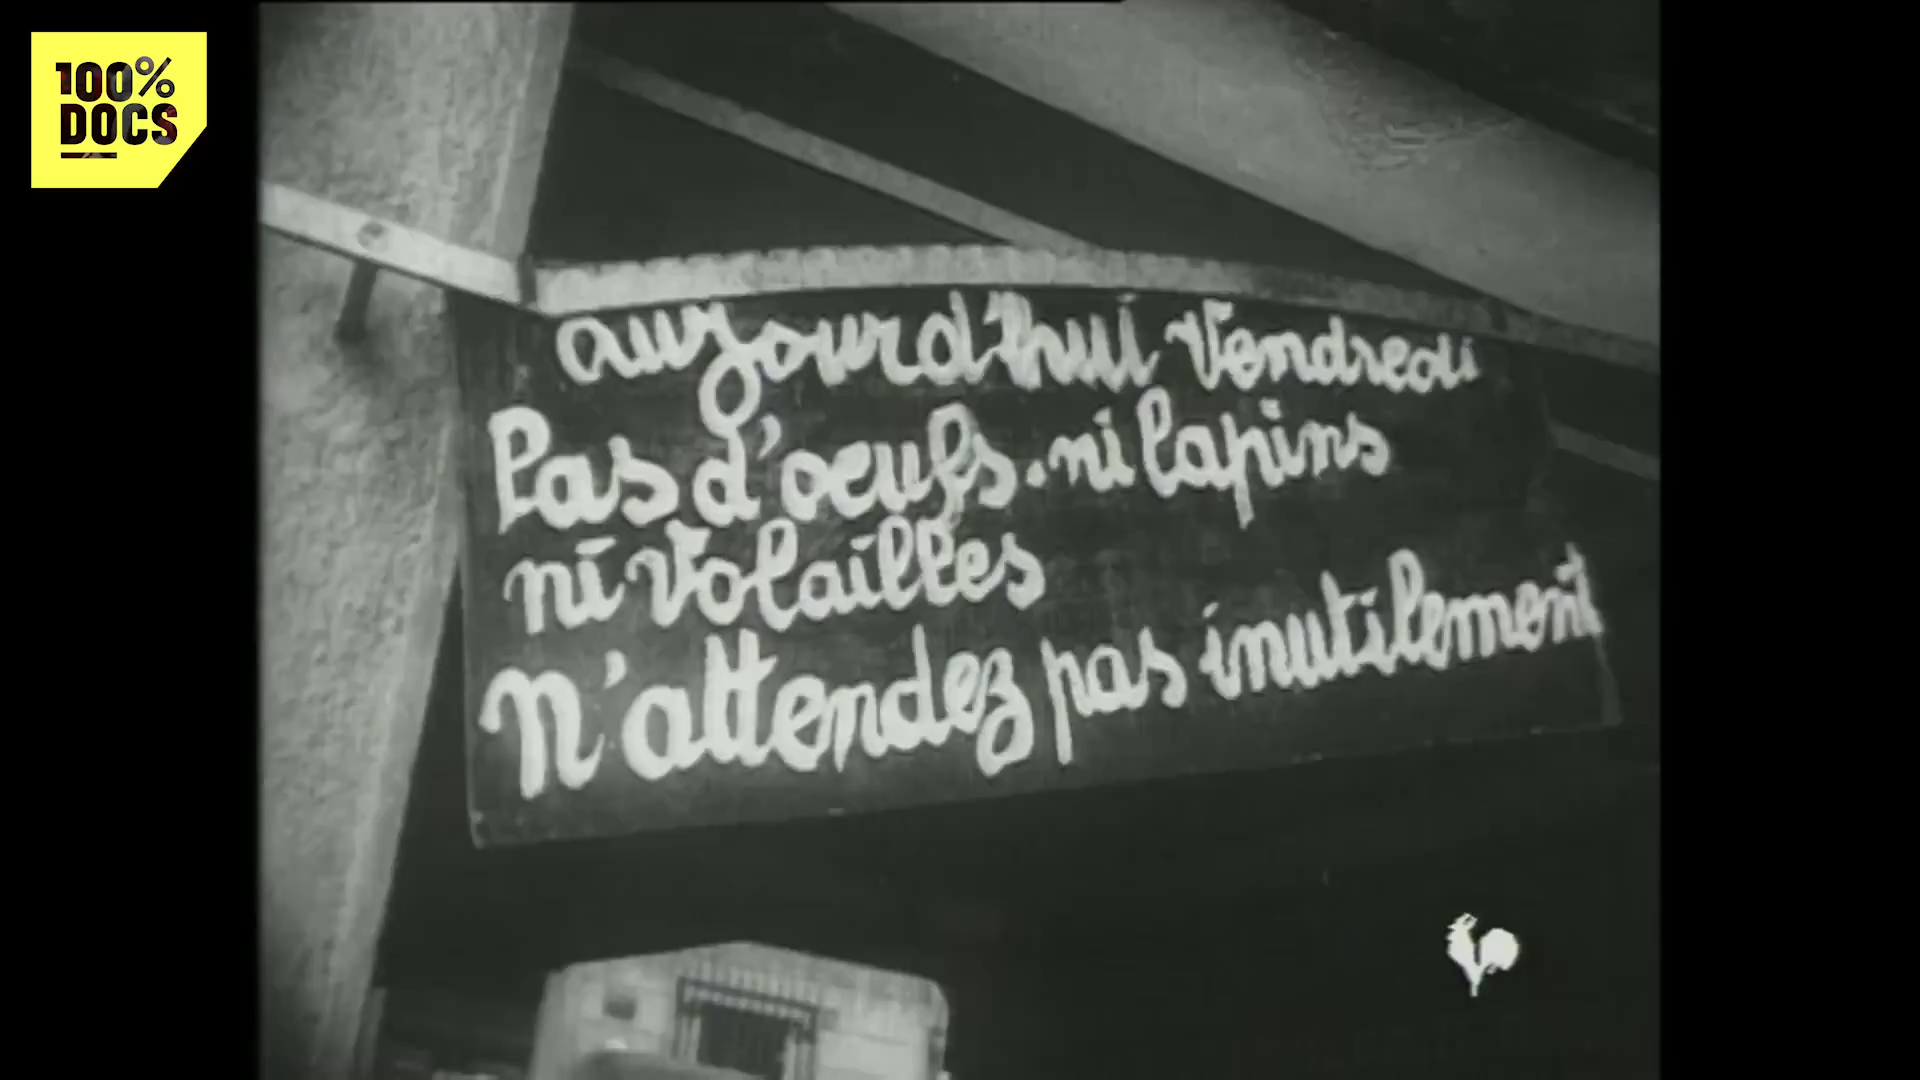 100%
DOCS
aujourd'hui Vendredi
Pas d'oeufs. ni lapins
ni Volailles
N'attendez pas inutilement